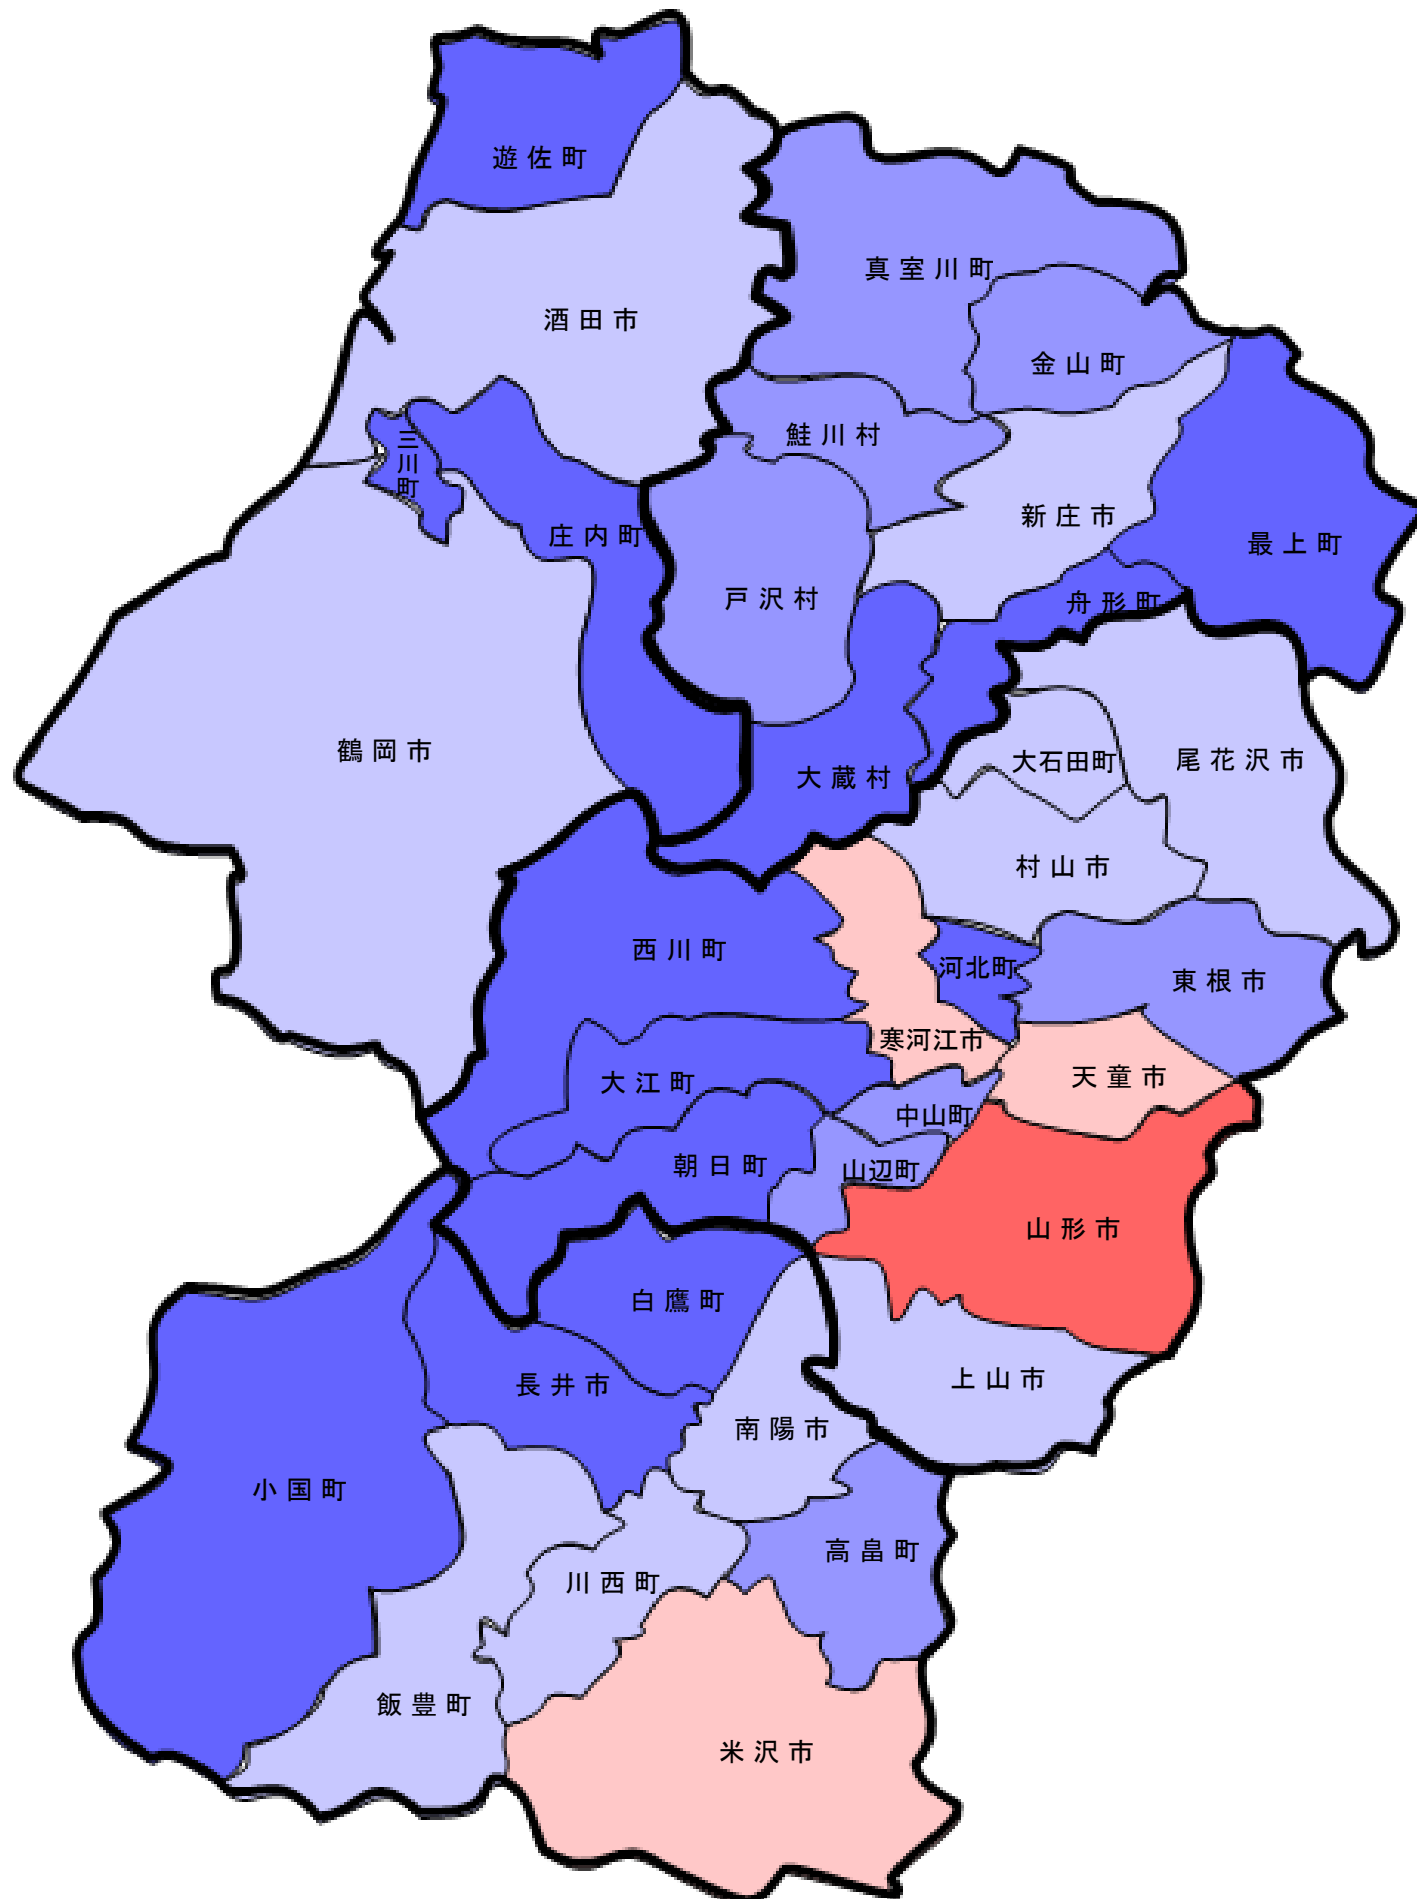 遊佐町
真室川町
酒田市
金山町
鮭川村
三川町
新庄市
庄内町
最上町
戸沢村
舟形町
鶴岡市
大石田町
尾花沢市
大蔵村
村山市
西川町
河北町
東根市
寒河江市
天童市
大江町
中山町
朝日町
山辺町
山形市
白鷹町
上山市
長井市
南陽市
小国町
高畠町
川西町
飯豊町
米沢市